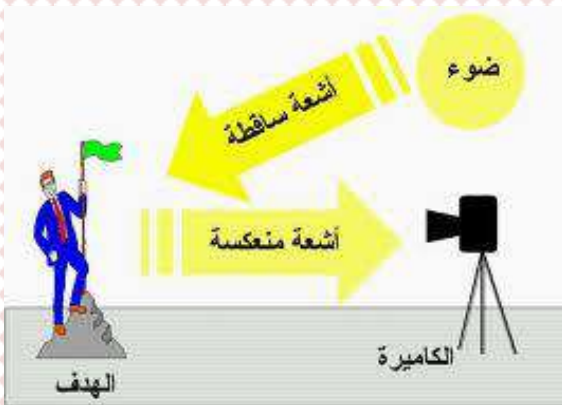 ضوء
أشعة ساقطة
أشعة منعكسة
الكاميرة
الهدف